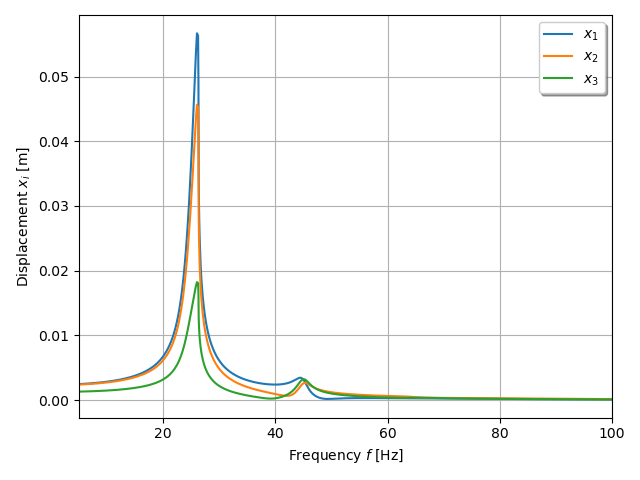 x₁
x₂
x₃
0.05
0.04
0.03
0.02
0.01
0.00
Displacement xᵢ [m]
20
40
60
80
100
Frequency f [Hz]